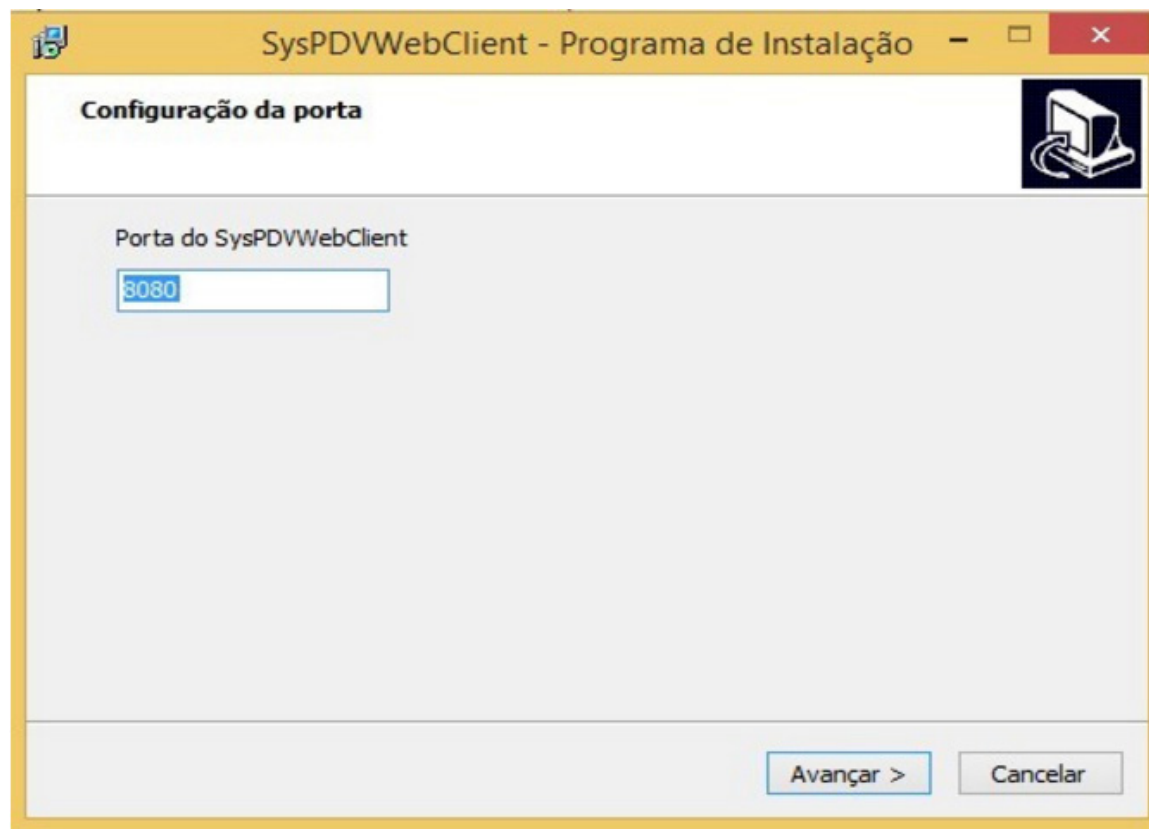 SysPDVWebClient - Programa de Instalação
Configuração da porta
Porta do SysPDVWebClient
8080
Avançar >
Cancelar